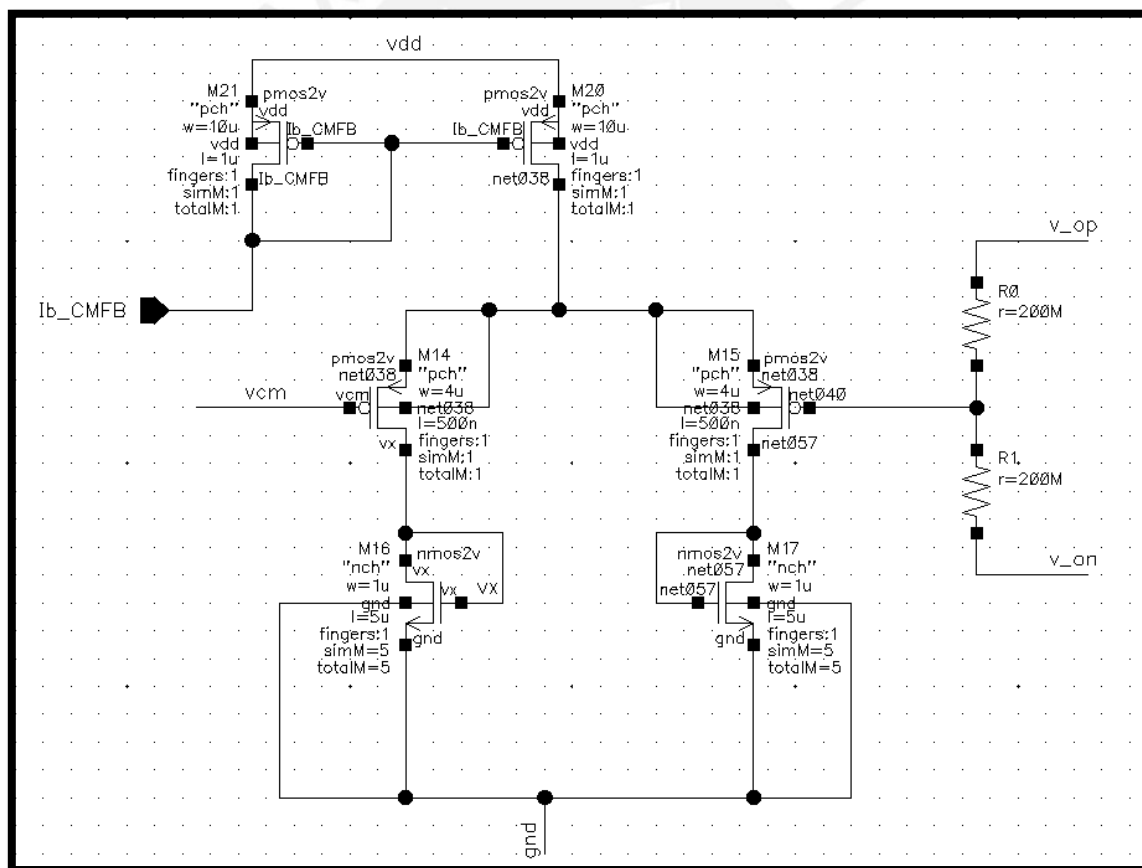 vdd
M21
pmos2v
"pch"
vdd
w=10u
Ib_CMFB
vdd
l=1u
fingers:1
Ib_CMFB
simM:1
totalM:1
pmos2v
M20
vdd
"pch"
w=10u
Ib_CMFB
vdd
l=1u
net038
fingers:1
simM:1
totalM:1
Ib_CMFB
v_op
R0
r=200M
pmos2v
M14
net038
"pch"
vcm
vcm
w=4u
net038
l=500n
fingers:1
vx
simM:1
totalM:1
M15
pmos2v
"pch"
net038
w=4u
net040
net038
l=500n
fingers:1
net057
simM:1
totalM:1
R1
r=200M
v_on
M16
nmos2v
"nch"
vx
w=1u
vx
vx
gnd
l=5u
fingers:1
gnd
simM=5
totalM=5
nmos2v
M17
net057
"nch"
net057
w=1u
gnd
l=5u
gnd
fingers:1
simM=5
totalM=5
gnd